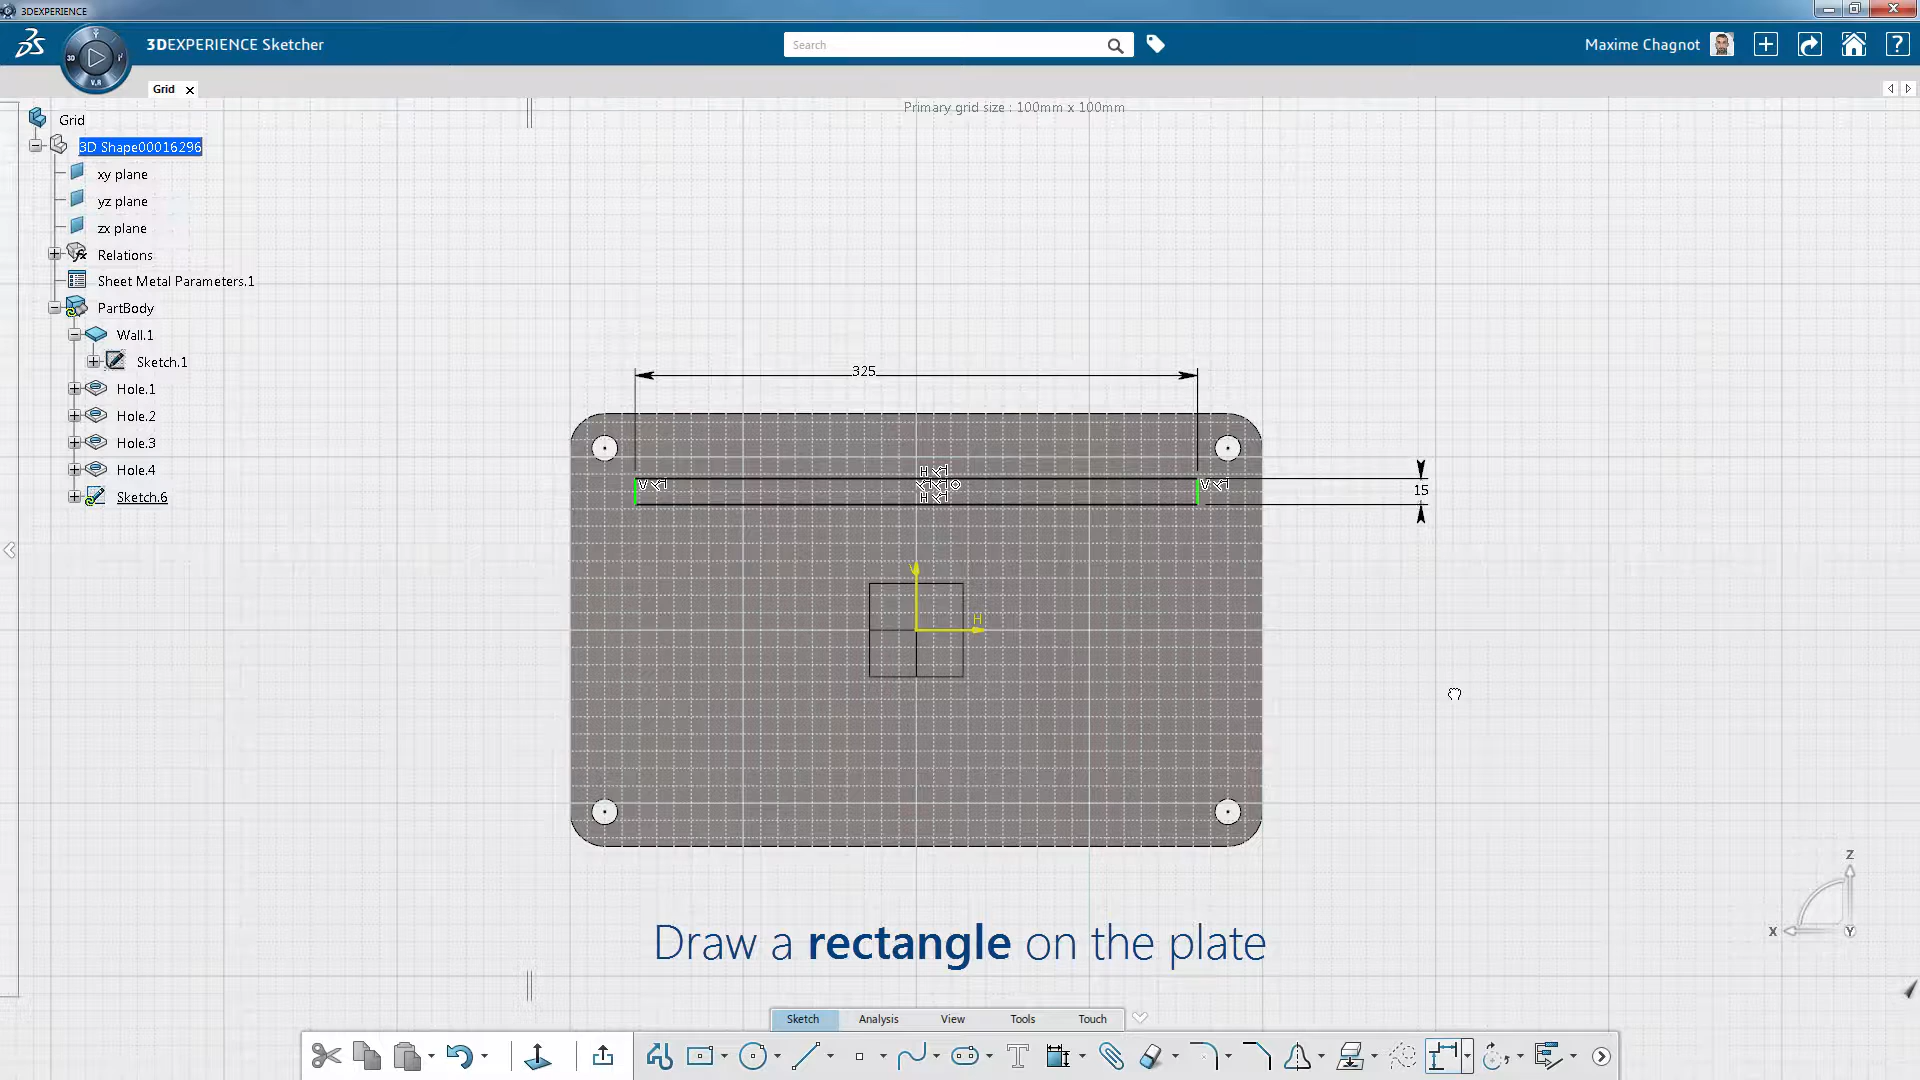 3DEXPERIENCE
3DEXPERIENCE Sketcher
Search
Maxime Chagnot
3D
V.R
Grid
Primary grid size : 100mm x 100mm
Grid
3D Shape00016296
xy plane
yz plane
zx plane
Relations
Sheet Metal Parameters.1
PartBody
Wall.1
Sketch.1
Hole.1
Hole.2
Hole.3
Hole.4
Sketch.6
325
H
V
V
H
15
V
H
Z
X
Y
Draw a rectangle on the plate
Sketch
Analysis
View
Tools
Touch